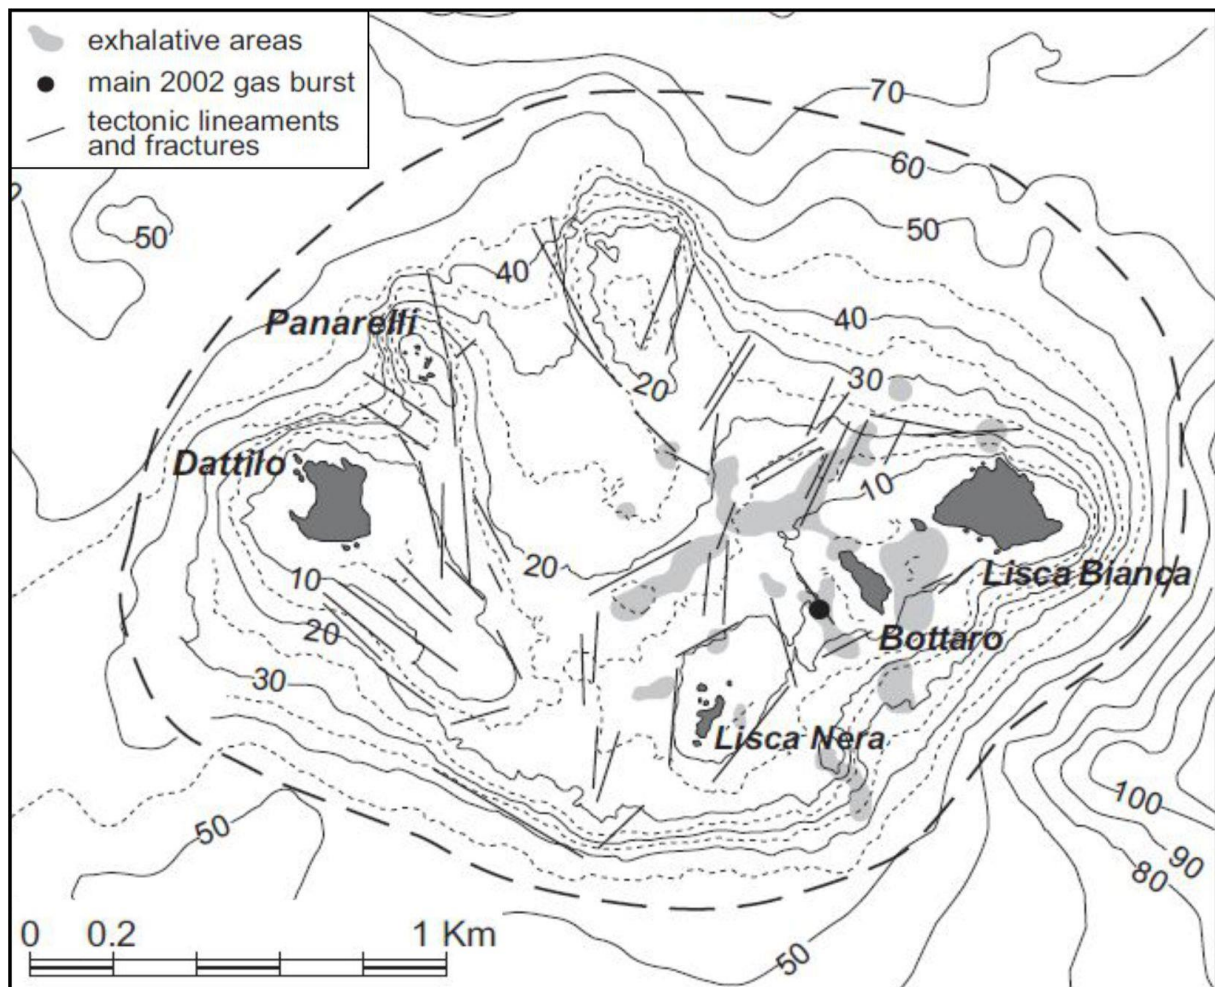 exhalative areas
main 2002 gas burst
tectonic lineaments
and fractures
70
60
50
50
40
40
Panarelli
30
20
Dattilo
10
20
Lisca Bianca
10
20
Bottaro
30
Lisca Nera
100
50
90
80
0 0.2 1 Km
50